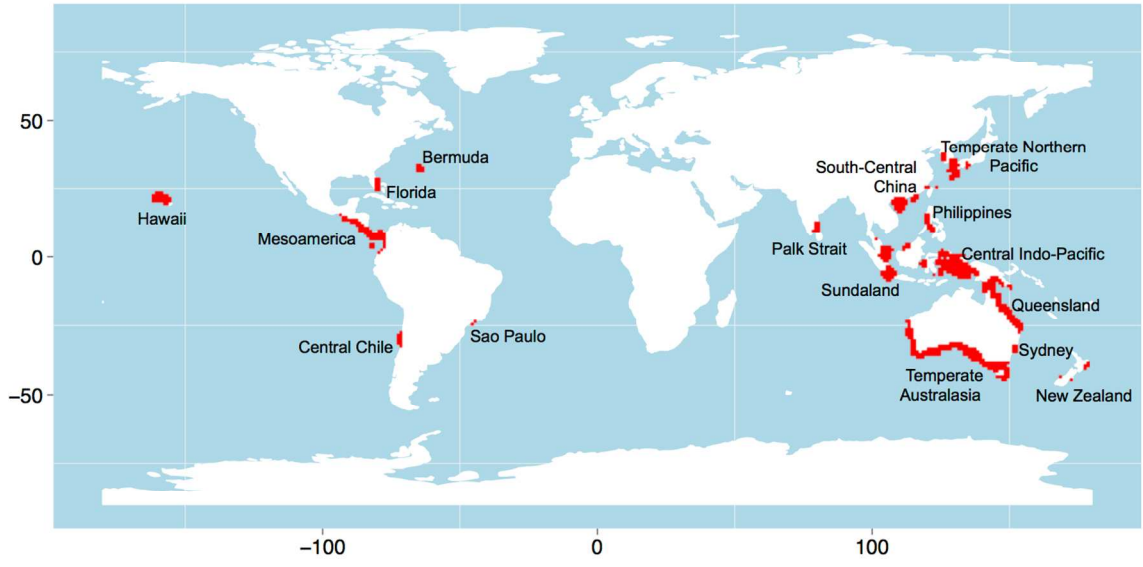 50
0
−50
−100
0
100
Hawaii
Bermuda
Florida
Mesoamerica
Central Chile
Sao Paulo
Temperate Northern
Pacific
South-Central
China
Philippines
Palk Strait
Central Indo-Pacific
Sundaland
Queensland
Sydney
Temperate
Australasia
New Zealand